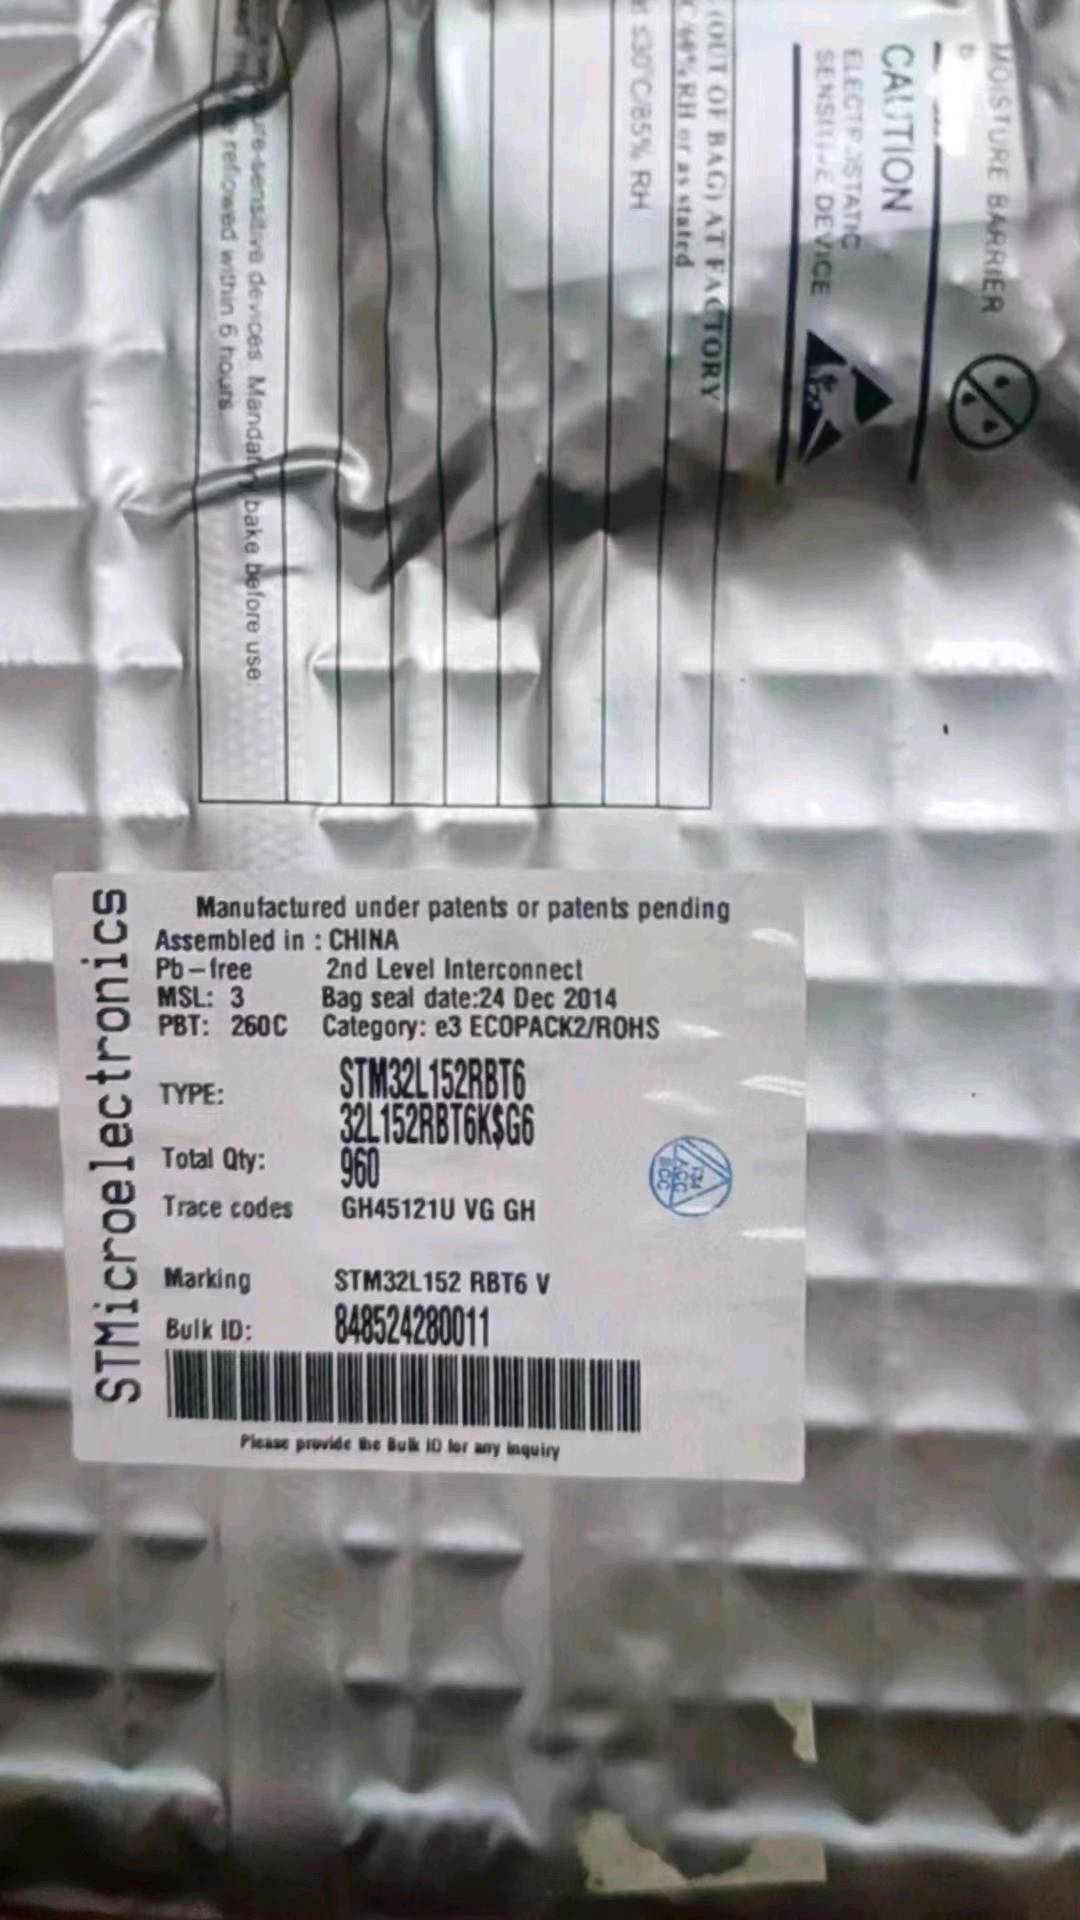 MOISTURE BARRIER
CAUTION
ELECTROSTATIC
SENSITIVE DEVICE
(OUT OF BAG) AT FACTORY
RH or as stated
≤30°C/85% RH
devices. Mandatory bake before use:
reflowed within 6 hours
STMicroelectronics
Manufactured under patents or patents pending
Assembled in : CHINA
Pb-free 2nd Level Interconnect
MSL: 3 Bag seal date:24 Dec 2014
PBT: 260C Category: e3 ECOPACK2/ROHS
TYPE: STM32L152RBT6
32L152RBT6K$G6
Total Qty: 960
Trace codes GH45121U VG GH
Marking STM32L152 RBT6 V
Bulk ID: 848524280011
Please provide the Bulk ID for any inquiry